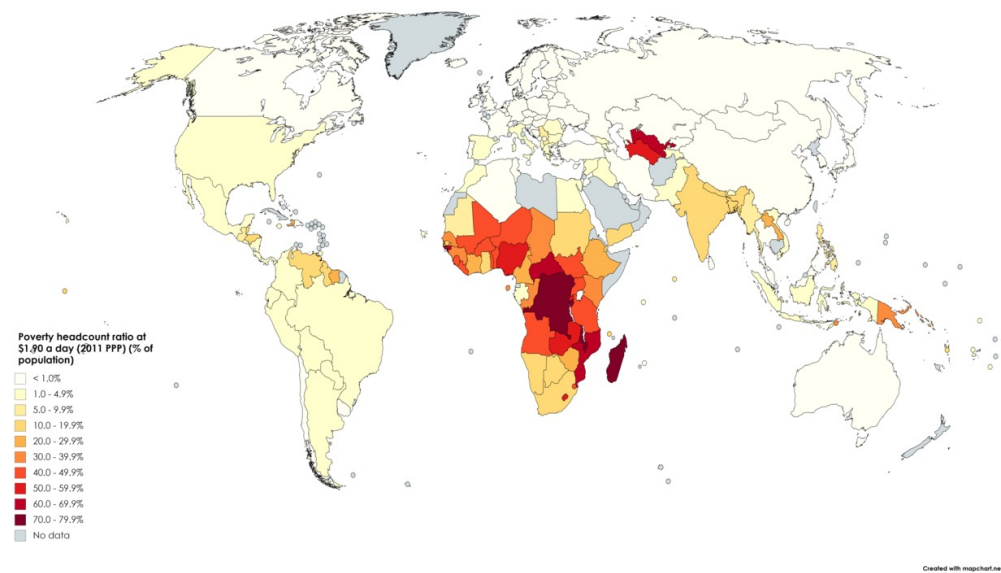 Poverty headcount ratio at
$1.90 a day (2011 PPP) (% of
population)
< 1.0%
1.0 - 4.9%
5.0 - 9.9%
10.0 - 19.9%
20.0 - 29.9%
30.0 - 39.9%
40.0 - 49.9%
50.0 - 59.9%
60.0 - 69.9%
70.0 - 79.9%
No data
Created with mapchart.ne